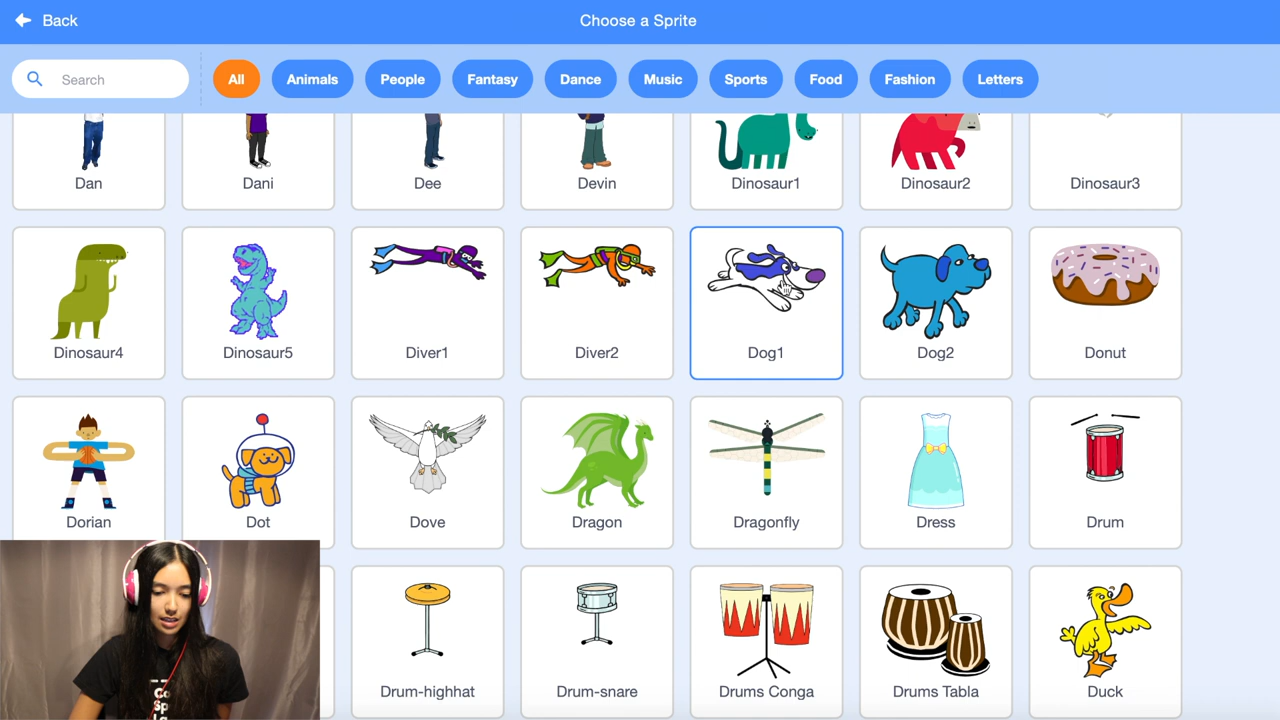 Back
Choose a Sprite
Search
All
Animals
People
Fantasy
Dance
Music
Sports
Food
Fashion
Letters
Dan
Dani
Dee
Devin
Dinosaur1
Dinosaur2
Dinosaur3
Dinosaur4
Dinosaur5
Diver1
Diver2
Dog1
Dog2
Donut
Dorian
Dot
Dove
Dragon
Dragonfly
Dress
Drum
Drum-highhat
Drum-snare
Drums Conga
Drums Tabla
Duck